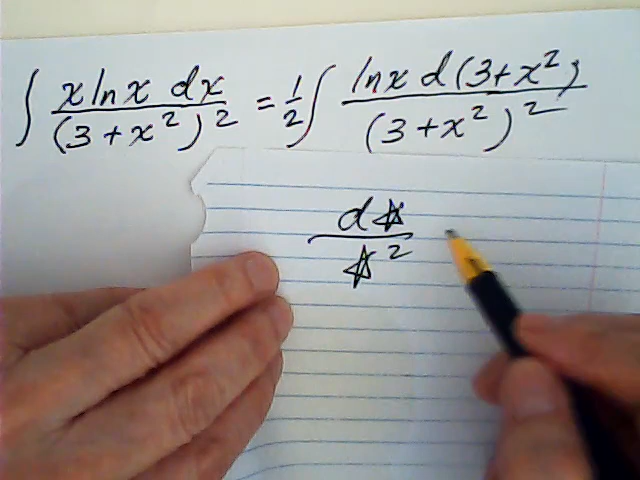 ∫ x ln x dx / (3 + x²)² = 1/2 ∫ ln x d(3+x²) / (3+x²)²
d☆ / ☆²